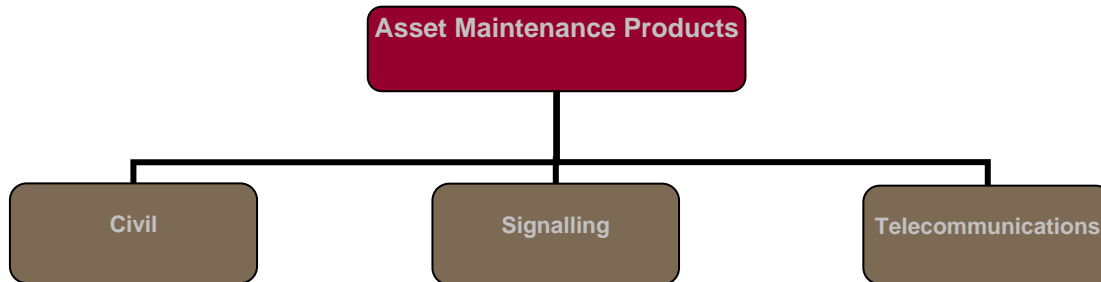 Asset Maintenance Products
Civil
Signalling
Telecommunications